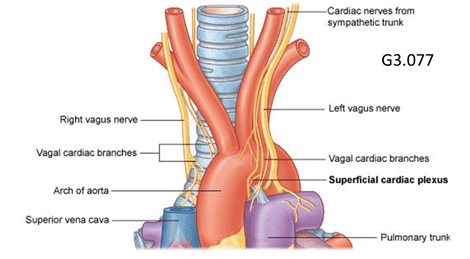 Cardiac nerves from
sympathetic trunk
G3.077
Left vagus nerve
Right vagus nerve
Vagal cardiac branches
Vagal cardiac branches
Superficial cardiac plexus
Arch of aorta
Superior vena cava
Pulmonary trunk